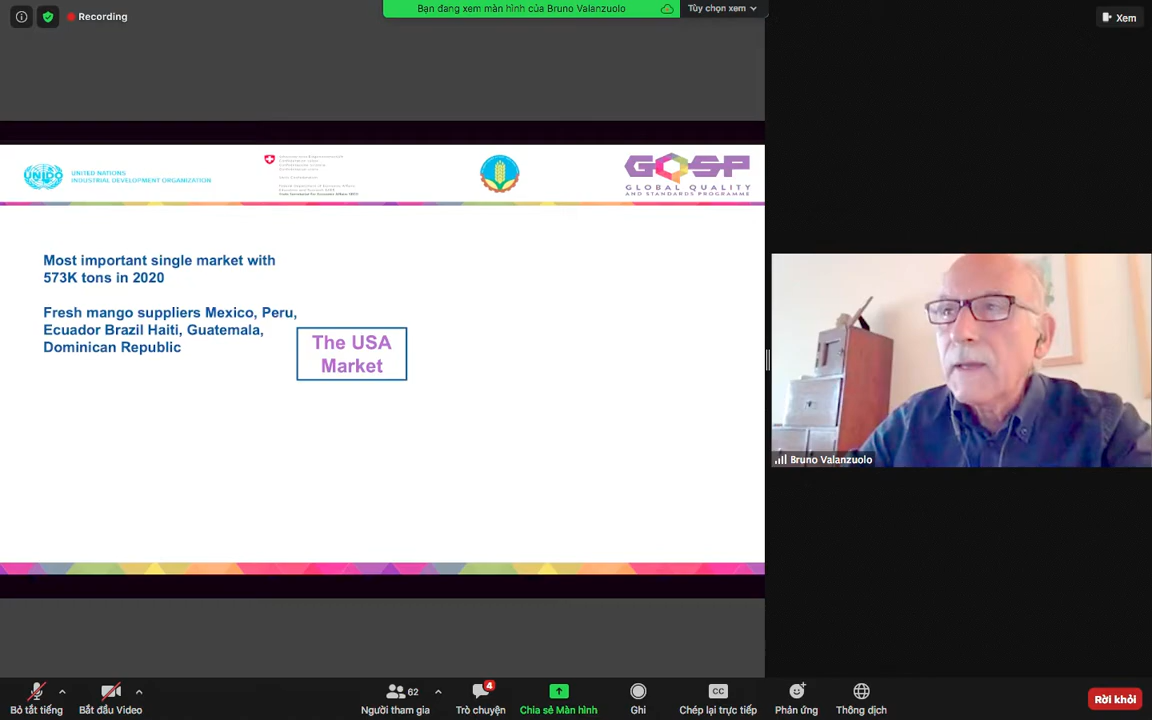 Recording
Bạn đang xem màn hình của Bruno Valanzuolo
Tùy chọn xem
Xem
UNIDO
UNITED NATIONS
INDUSTRIAL DEVELOPMENT ORGANIZATION
GQSP
GLOBAL QUALITY
AND STANDARDS PROGRAMME
Most important single market with
573K tons in 2020
Fresh mango suppliers Mexico, Peru,
Ecuador Brazil Haiti, Guatemala,
Dominican Republic
The USA
Market
Bruno Valanzuolo
62
4
CC
Bỏ tắt tiếng
Bắt đầu Video
Người tham gia
Trò chuyện
Chia sẻ Màn hình
Ghi
Chép lại trực tiếp
Phản ứng
Thông dịch
Rời khỏi